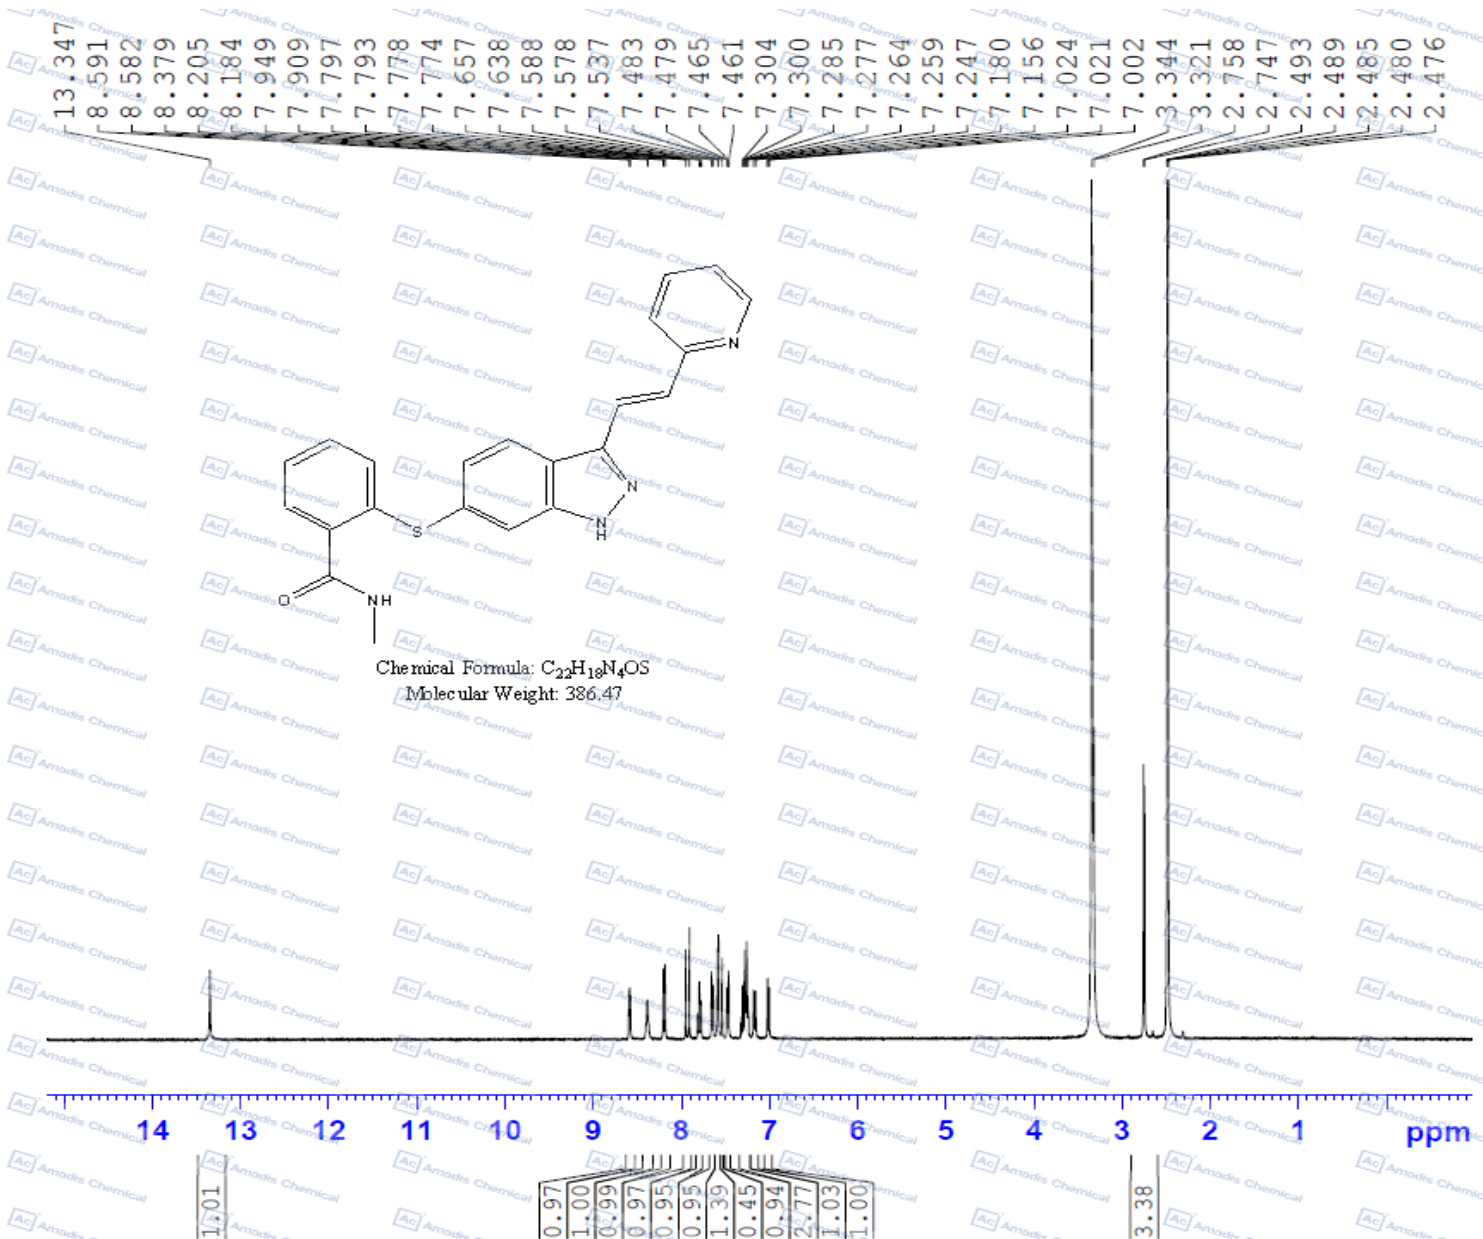 13.347 8.591 8.582 8.379 8.205 8.184 7.949 7.909 7.797 7.793 7.778 7.774 7.657 7.638 7.588 7.578 7.537 7.483 7.479 7.465 7.461 7.304 7.300 7.285 7.277 7.264 7.259 7.247 7.180 7.156 7.024 7.021 7.002 3.344 3.321 2.758 2.747 2.493 2.489 2.485 2.480 2.476
Ac Amadis Chemical
N
N
S
N
H
O
NH
Chemical Formula: C₂₂H₁₈N₄OS
Molecular Weight: 386.47
14 13 12 11 10 9 8 7 6 5 4 3 2 1 ppm
1.01 0.97 1.00 0.99 0.97 0.95 0.95 1.39 0.45 0.94 2.77 1.03 1.00 3.38